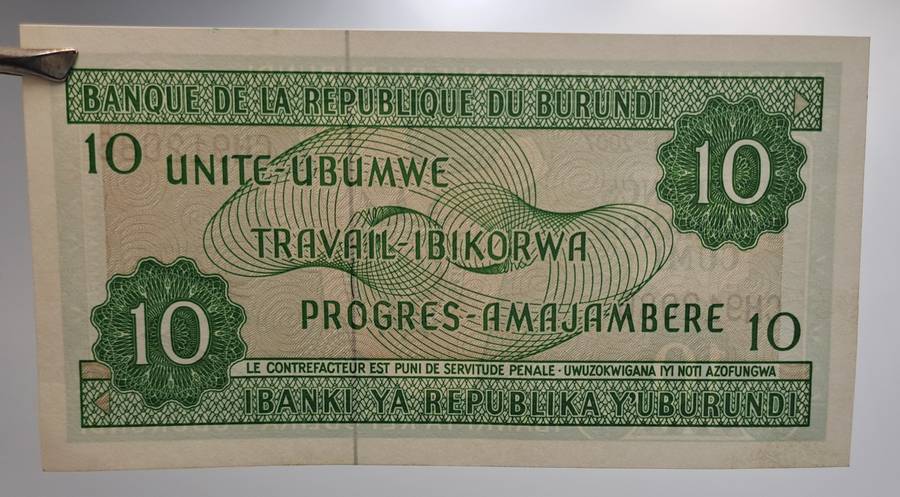 BANQUE DE LA REPUBLIQUE DU BURUNDI
10
10
UNITE-UBUMWE
TRAVAIL-IBIKORWA
PROGRES-AMAJAMBERE
10
10
LE CONTREFACTEUR EST PUNI DE SERVITUDE PENALE - UWUZOKWIGANA IYI NOTI AZOFUNGWA
IBANKI YA REPUBLIKA Y'UBURUNDI